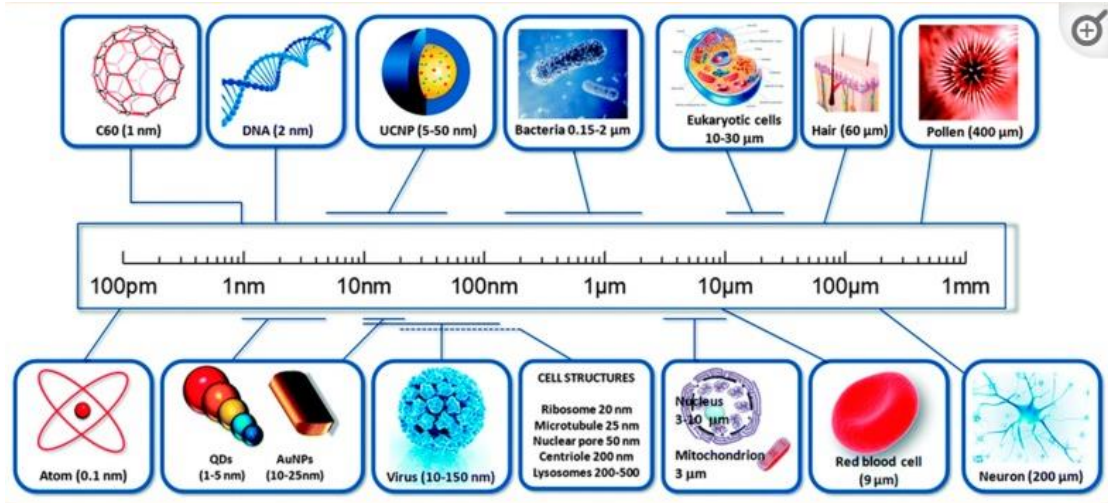 C60 (1 nm)
DNA (2 nm)
UCNP (5-50 nm)
Bacteria 0.15-2 μm
Eukaryotic cells
10-30 μm
Hair (60 μm)
Pollen (400 μm)
100pm
1nm
10nm
100nm
1μm
10μm
100μm
1mm
Atom (0.1 nm)
QDs
(1-5 nm)
AuNPs
(10-25nm)
Virus (10-150 nm)
CELL STRUCTURES
Ribosome 20 nm
Microtubule 25 nm
Nuclear pore 50 nm
Centriole 200 nm
Lysosomes 200-500
Nucleus
3-10 μm
Mitochondrion
3 μm
Red blood cell
(9 μm)
Neuron (200 μm)